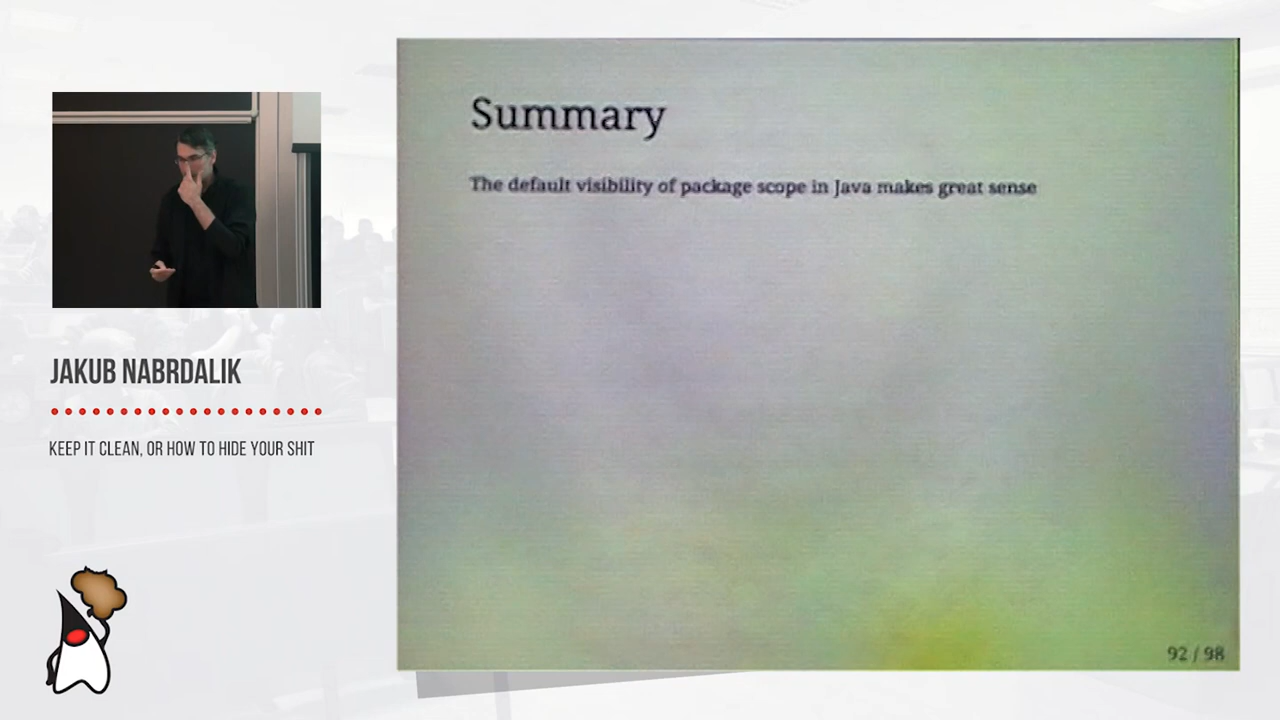 JAKUB NABRDALIK
KEEP IT CLEAN, OR HOW TO HIDE YOUR SHIT
Summary
The default visibility of package scope in Java makes great sense
92 / 98